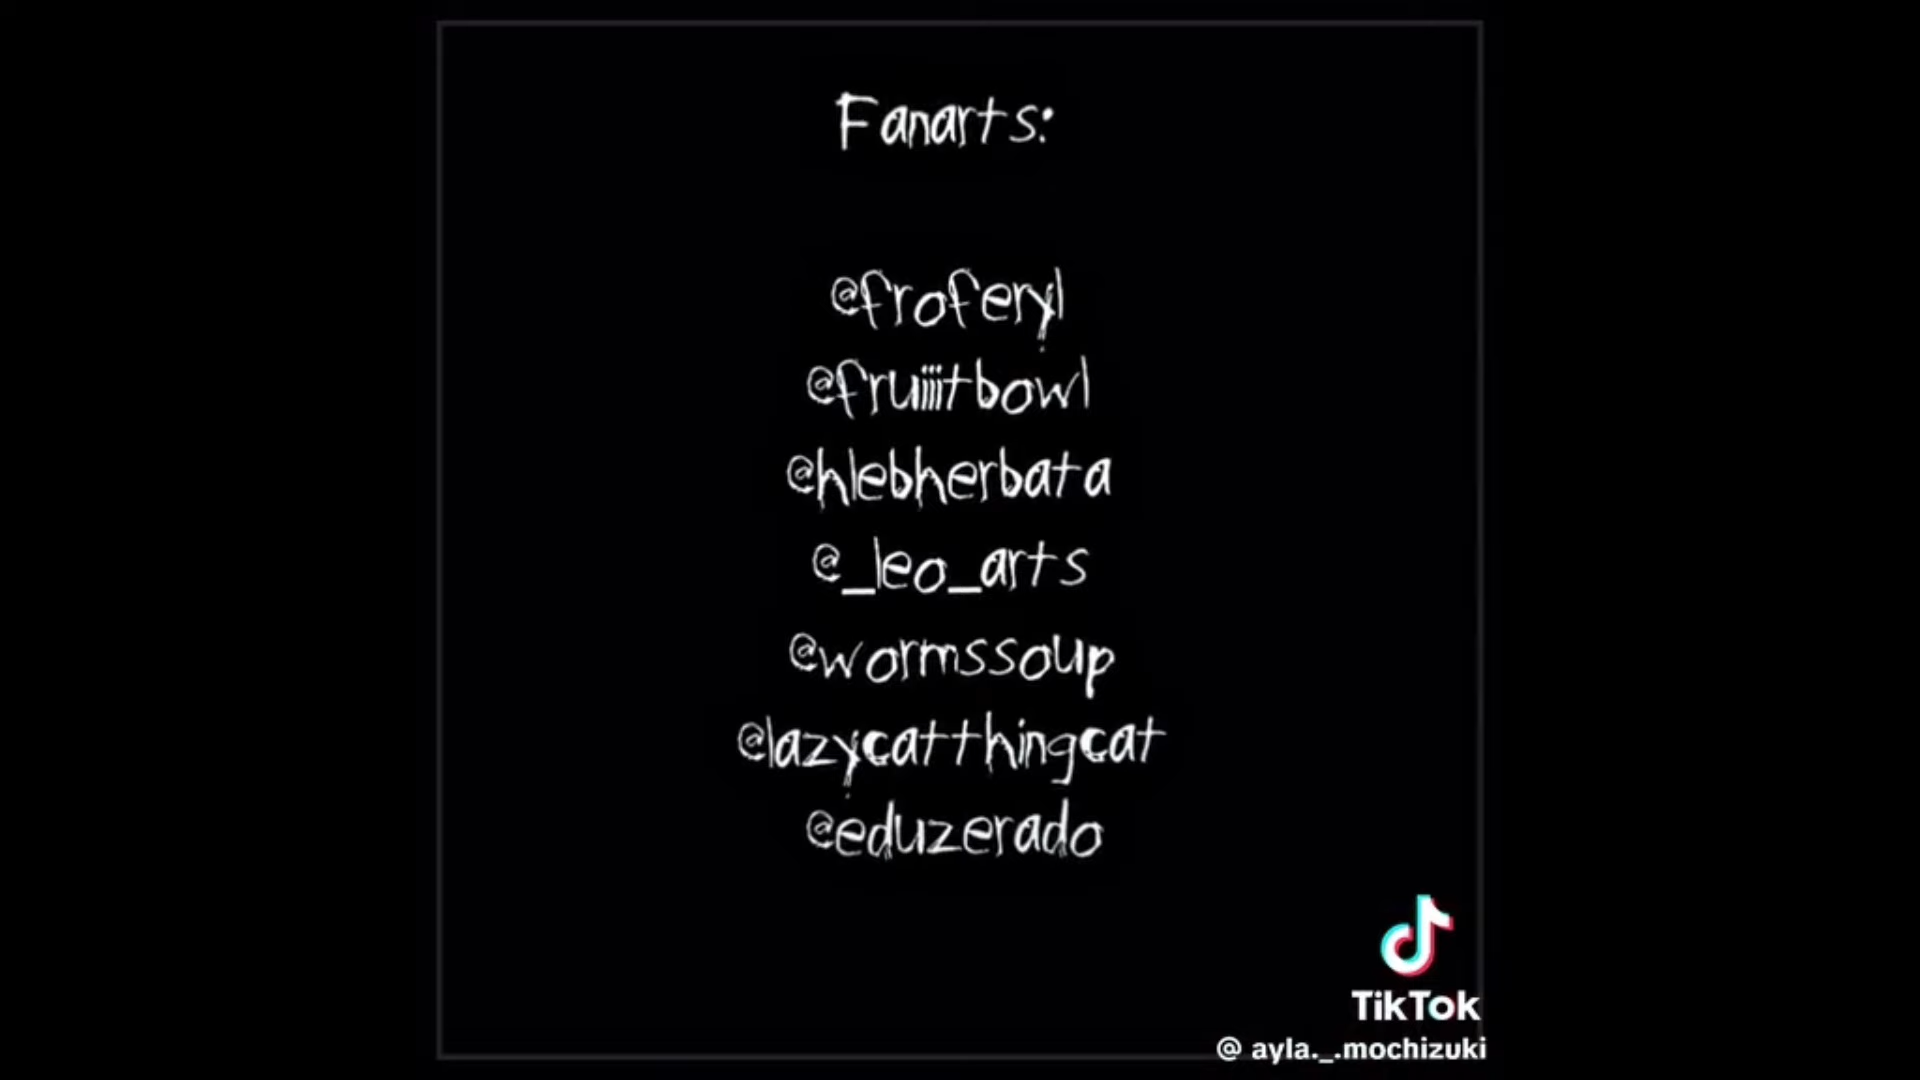 Fanarts:
@froferyl
@fruiiitbowl
@hlebherbata
@_leo_arts
@wormssoup
@lazycatthingcat
@eduzerado
TikTok
@ ayla._.mochizuki